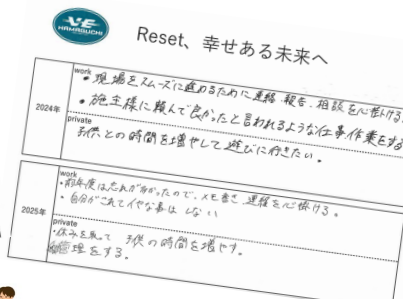 VE
HAMAGUCHI
Reset、幸せある未来へ
2024年
work
・現場をスムーズに進めるために連絡、報告、相談を心掛ける。
・施主様に頼んで良かったと言われるような仕事作業をする
private
子供との時間を増やして遊びに行きたい。
2025年
work
・前年度は忘れが多かったので、メモ書き、連絡を心掛ける。
・自分がされてイヤな事はしない
private
・休みを取って 子供の時間を増やす。
理をする。